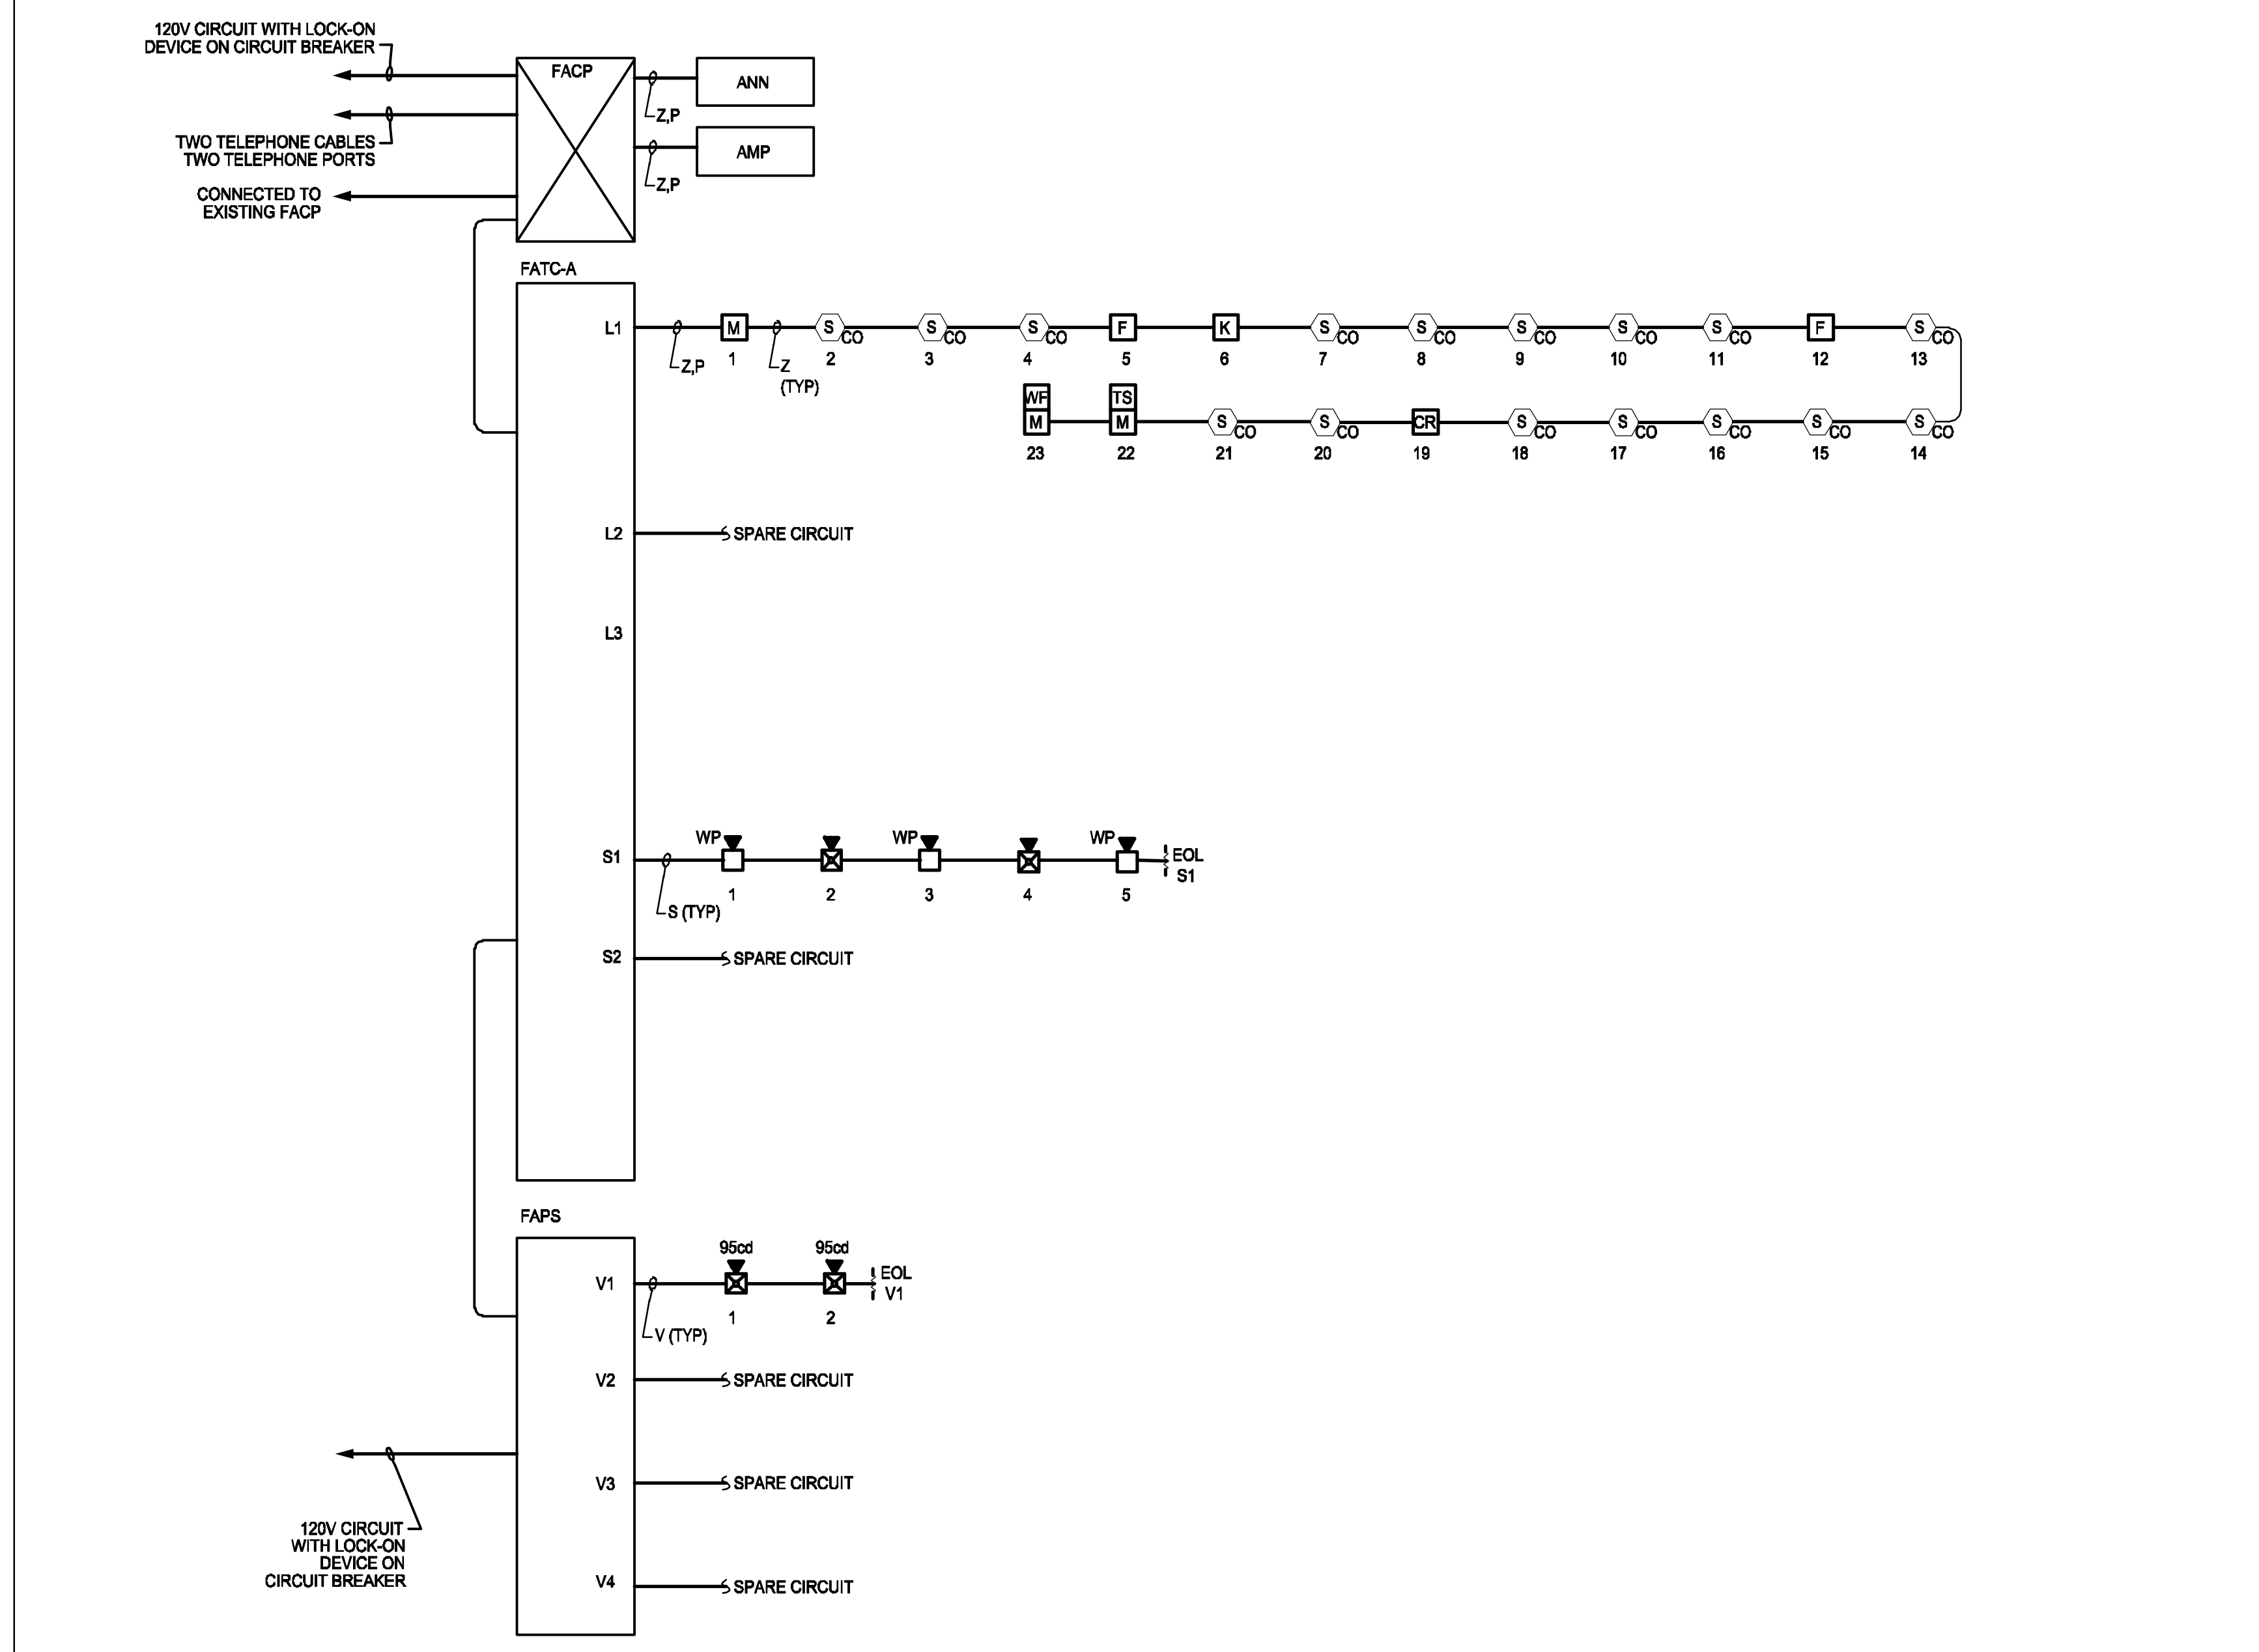 120V CIRCUIT WITH LOCK-ON
DEVICE ON CIRCUIT BREAKER
TWO TELEPHONE CABLES
TWO TELEPHONE PORTS
CONNECTED TO
EXISTING FACP
FACP
ANN
Z,P
AMP
Z,P
FATC-A
L1
Z,P
M
1
Z
(TYP)
S CO
2
S CO
3
S CO
4
F
5
K
6
S CO
7
S CO
8
S CO
9
S CO
10
S CO
11
F
12
S CO
13
WF
M
23
TS
M
22
S CO
21
S CO
20
CR
19
S CO
18
S CO
17
S CO
16
S CO
15
S CO
14
L2
SPARE CIRCUIT
L3
S1
S (TYP)
WP
1
2
WP
3
4
WP
5
EOL
S1
S2
SPARE CIRCUIT
FAPS
V1
V (TYP)
95cd
1
95cd
2
EOL
V1
V2
SPARE CIRCUIT
V3
SPARE CIRCUIT
120V CIRCUIT
WITH LOCK-ON
DEVICE ON
CIRCUIT BREAKER
V4
SPARE CIRCUIT